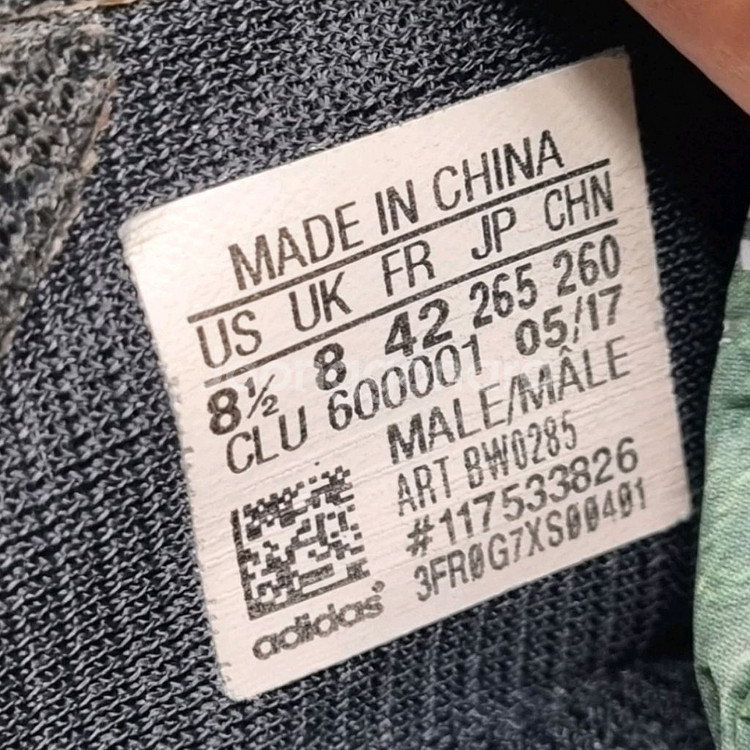 MADE IN CHINA
US UK FR JP CHN
8½ 8 42 265 260
CLU 600001 05/17
MALE/MÂLE
ART BW0285
#117533826
3FR0G7XS00401
adidas